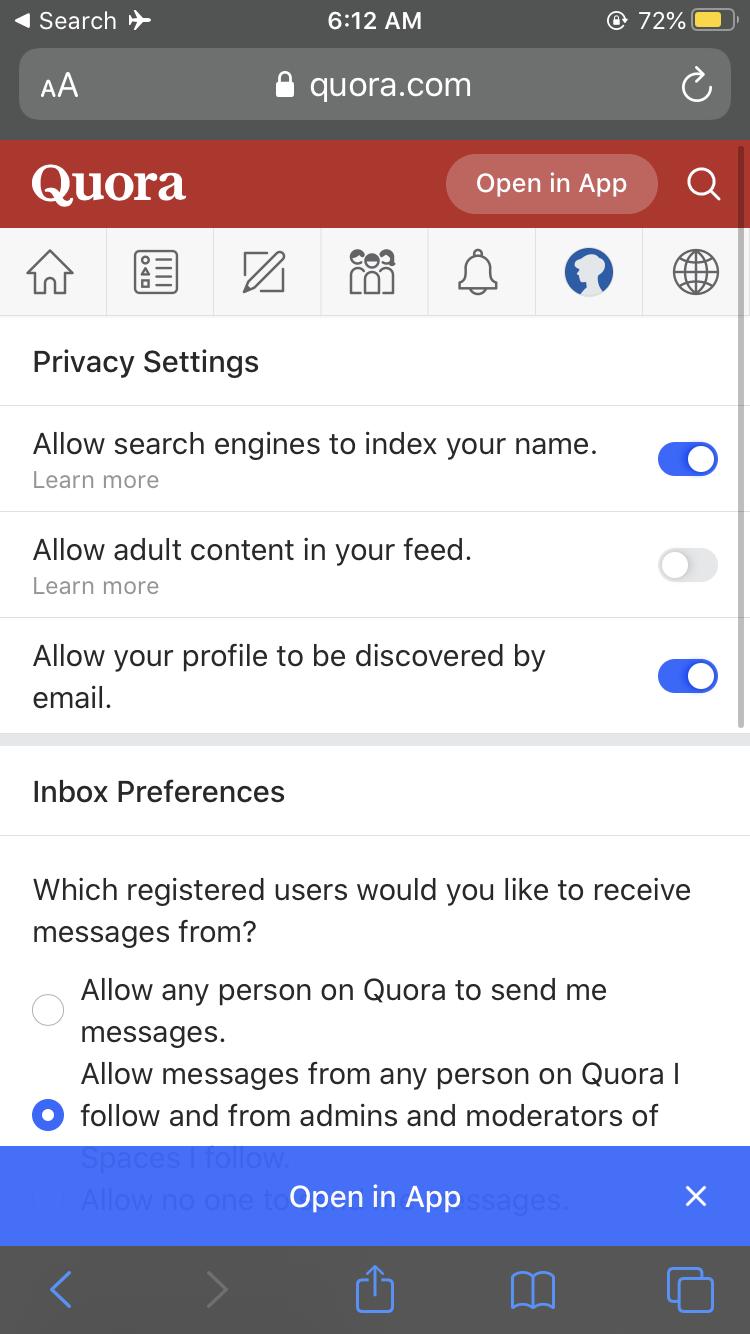 Search
6:12 AM
72%
AA
quora.com
Quora
Open in App
Privacy Settings
Allow search engines to index your name.
Learn more
Allow adult content in your feed.
Learn more
Allow your profile to be discovered by
email.
Inbox Preferences
Which registered users would you like to receive
messages from?
Allow any person on Quora to send me
messages.
Allow messages from any person on Quora I
follow and from admins and moderators of
Spaces I follow.
Allow no one to
Open in App